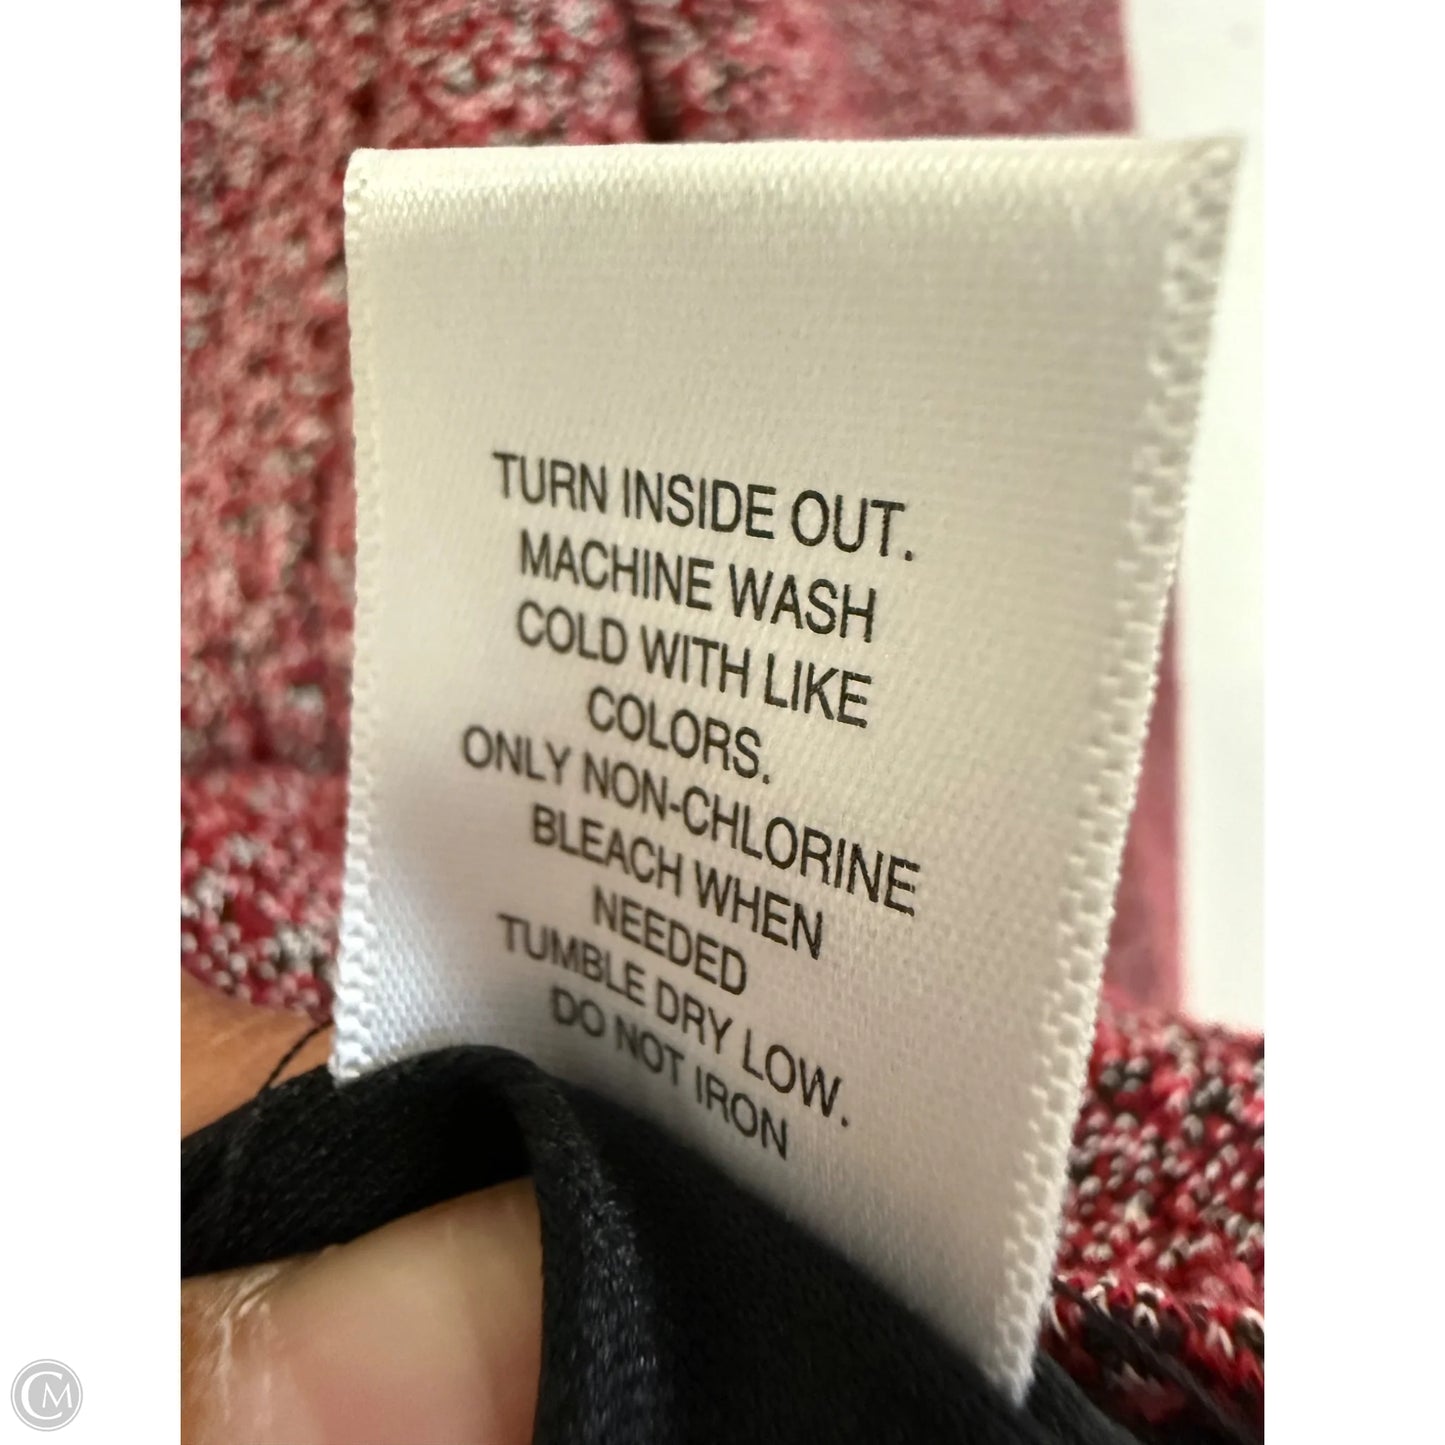 TURN INSIDE OUT.
MACHINE WASH
COLD WITH LIKE
COLORS.
ONLY NON-CHLORINE
BLEACH WHEN
NEEDED
TUMBLE DRY LOW.
DO NOT IRON
CM